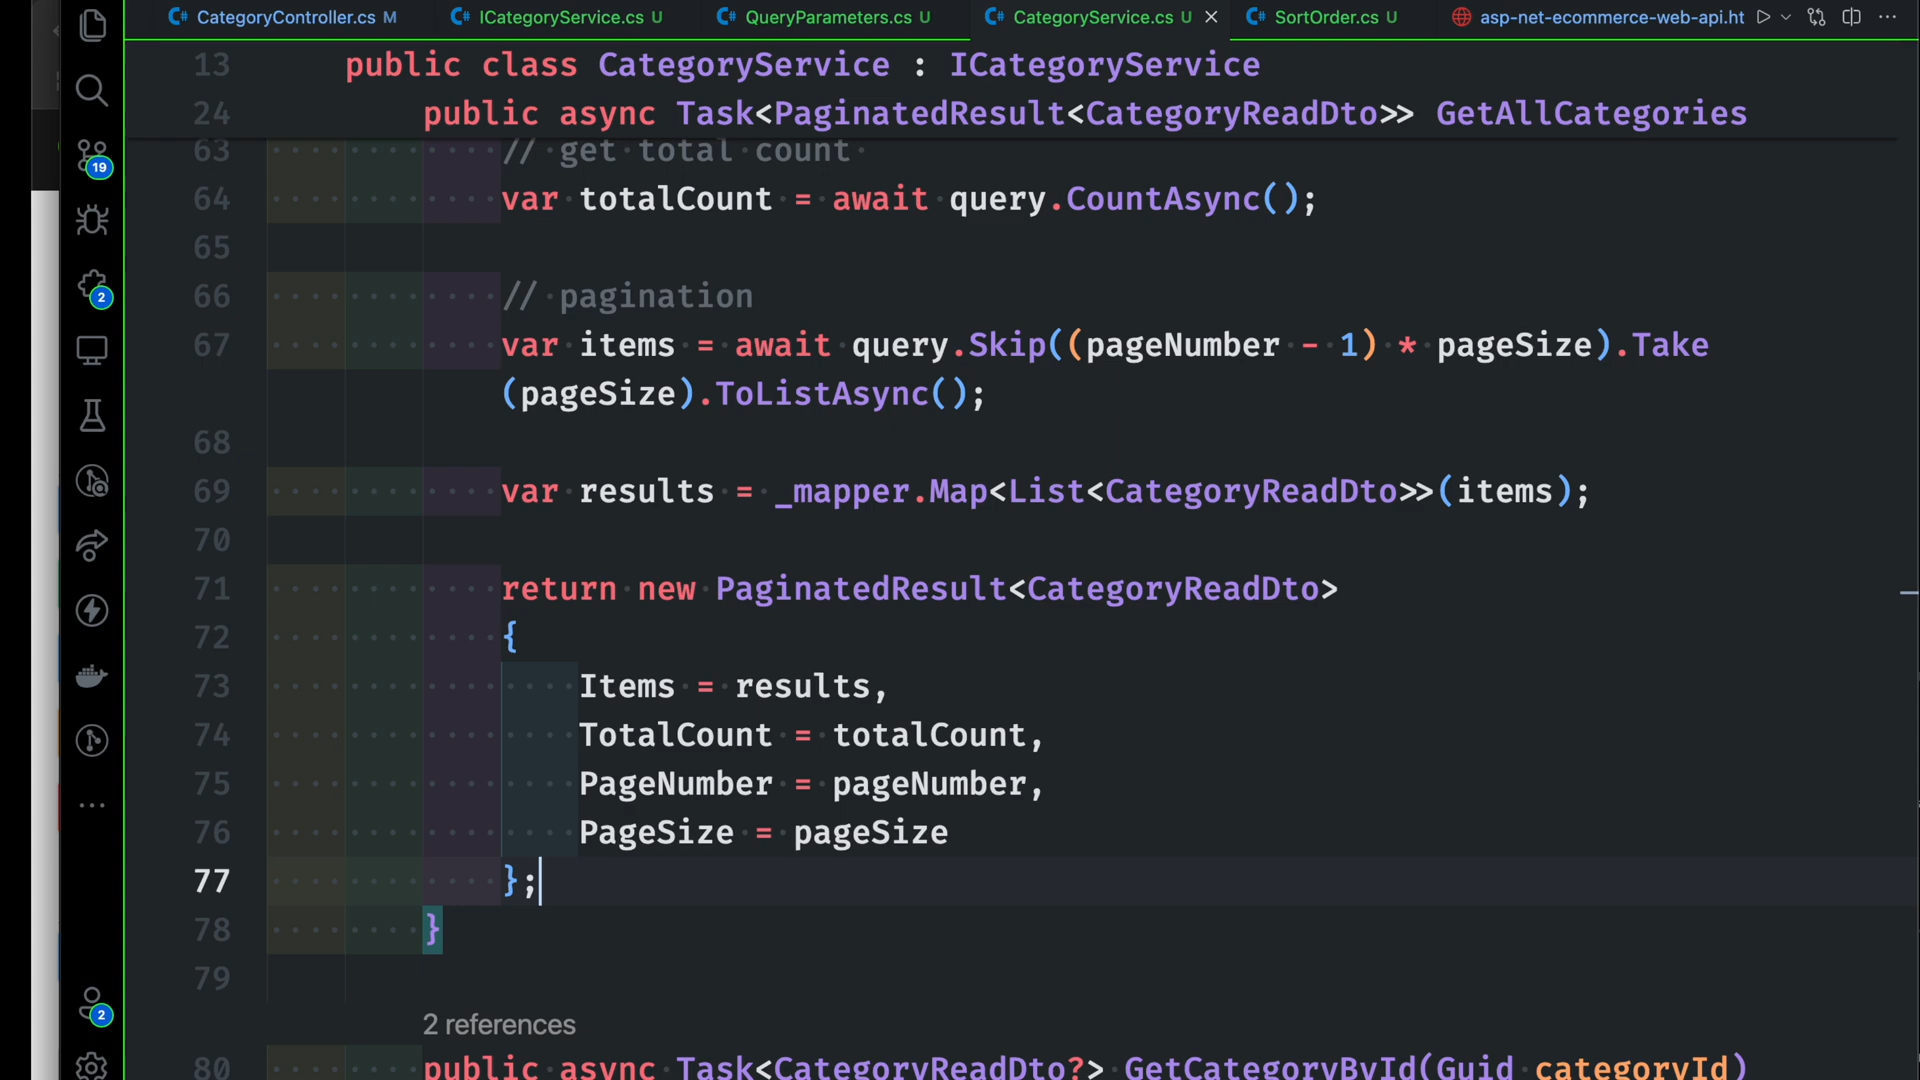 CategoryController.cs M ICategoryService.cs U QueryParameters.cs U CategoryService.cs U SortOrder.cs U asp-net-ecommerce-web-api.ht
13 public class CategoryService : ICategoryService
24 public async Task<PaginatedResult<CategoryReadDto>> GetAllCategories
63 // get total count
64 var totalCount = await query.CountAsync();
65
66 // pagination
67 var items = await query.Skip((pageNumber - 1) * pageSize).Take
(pageSize).ToListAsync();
68
69 var results = _mapper.Map<List<CategoryReadDto>>(items);
70
71 return new PaginatedResult<CategoryReadDto>
72 {
73 Items = results,
74 TotalCount = totalCount,
75 PageNumber = pageNumber,
76 PageSize = pageSize
77 };
78 }
79
2 references
80 public async Task<CategoryReadDto?> GetCategoryById(Guid categoryId)
19
2
2